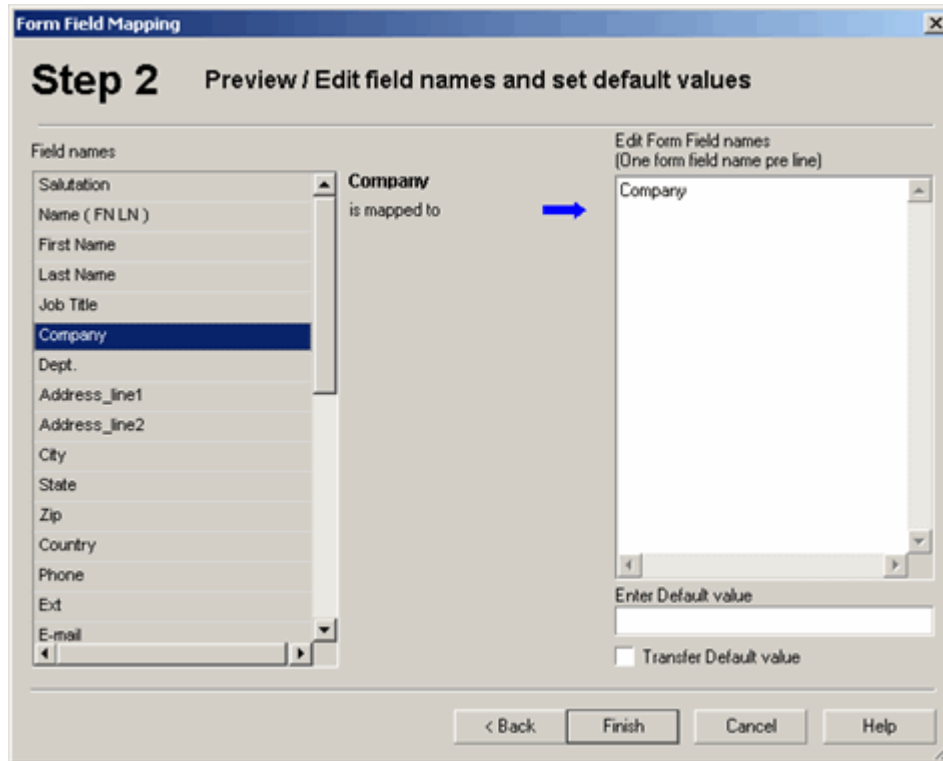 Form Field Mapping
Step 2 Preview / Edit field names and set default values
Field names
Salutation
Name ( FN LN )
First Name
Last Name
Job Title
Company
Dept.
Address_line1
Address_line2
City
State
Zip
Country
Phone
Ext
E-mail
Company
is mapped to
Edit Form Field names
(One form field name pre line)
Company
Enter Default value
Transfer Default value
< Back
Finish
Cancel
Help